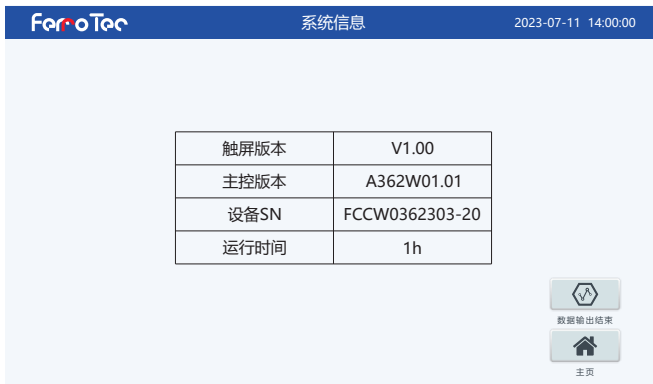 FerroTec 系统信息 2023-07-11 14:00:00
触屏版本 V1.00
主控版本 A362W01.01
设备SN FCCW0362303-20
运行时间 1h
数据输出结束
主页